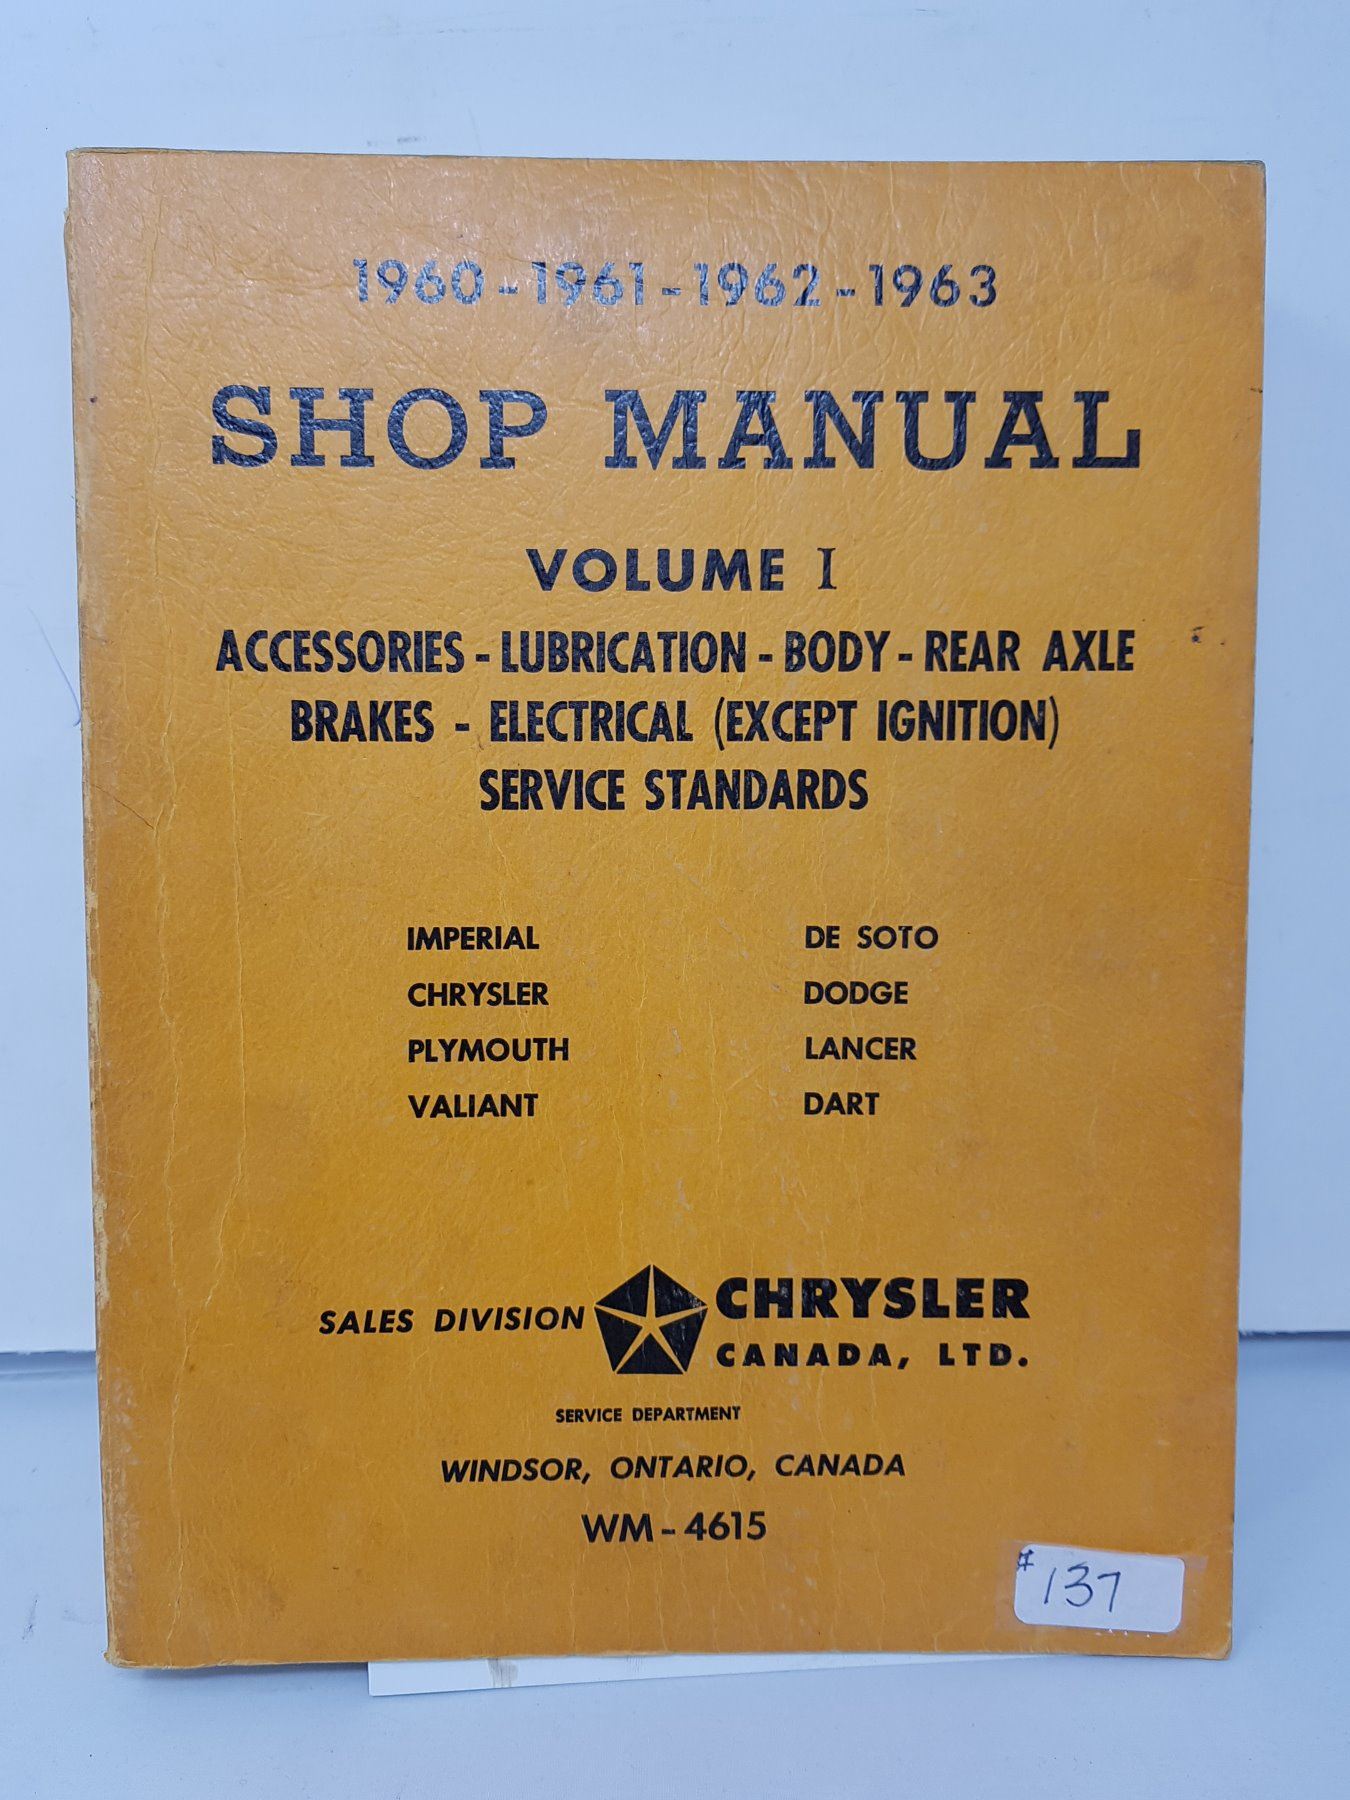 1960-1961-1962-1963
SHOP MANUAL
VOLUME I
ACCESSORIES - LUBRICATION - BODY - REAR AXLE
BRAKES - ELECTRICAL (EXCEPT IGNITION)
SERVICE STANDARDS
IMPERIAL
CHRYSLER
PLYMOUTH
VALIANT
DE SOTO
DODGE
LANCER
DART
SALES DIVISION
CHRYSLER
CANADA, LTD.
SERVICE DEPARTMENT
WINDSOR, ONTARIO, CANADA
WM-4615
# 137